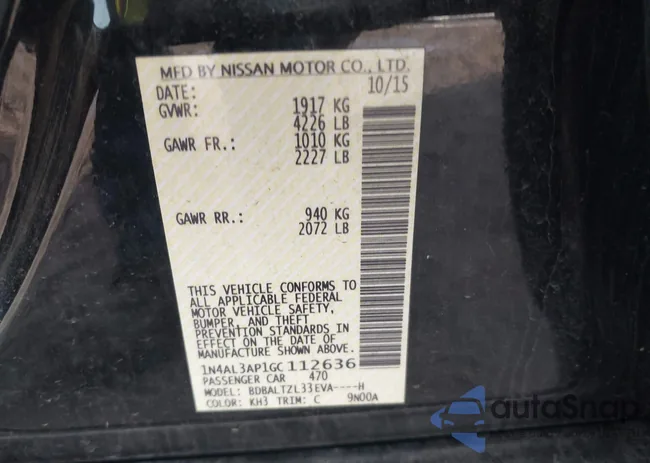 MFD BY NISSAN MOTOR CO., LTD.
DATE: 10/15
GVWR: 1917 KG
4226 LB
GAWR FR.: 1010 KG
2227 LB
GAWR RR.: 940 KG
2072 LB
THIS VEHICLE CONFORMS TO
ALL APPLICABLE FEDERAL
MOTOR VEHICLE SAFETY,
BUMPER, AND THEFT
PREVENTION STANDARDS IN
EFFECT ON THE DATE OF
MANUFACTURE SHOWN ABOVE.
1N4AL3AP1GC112636
PASSENGER CAR 470
MODEL: BDBALTZL33EVA----H
COLOR: KH3 TRIM: C 9N00A
autoSnap